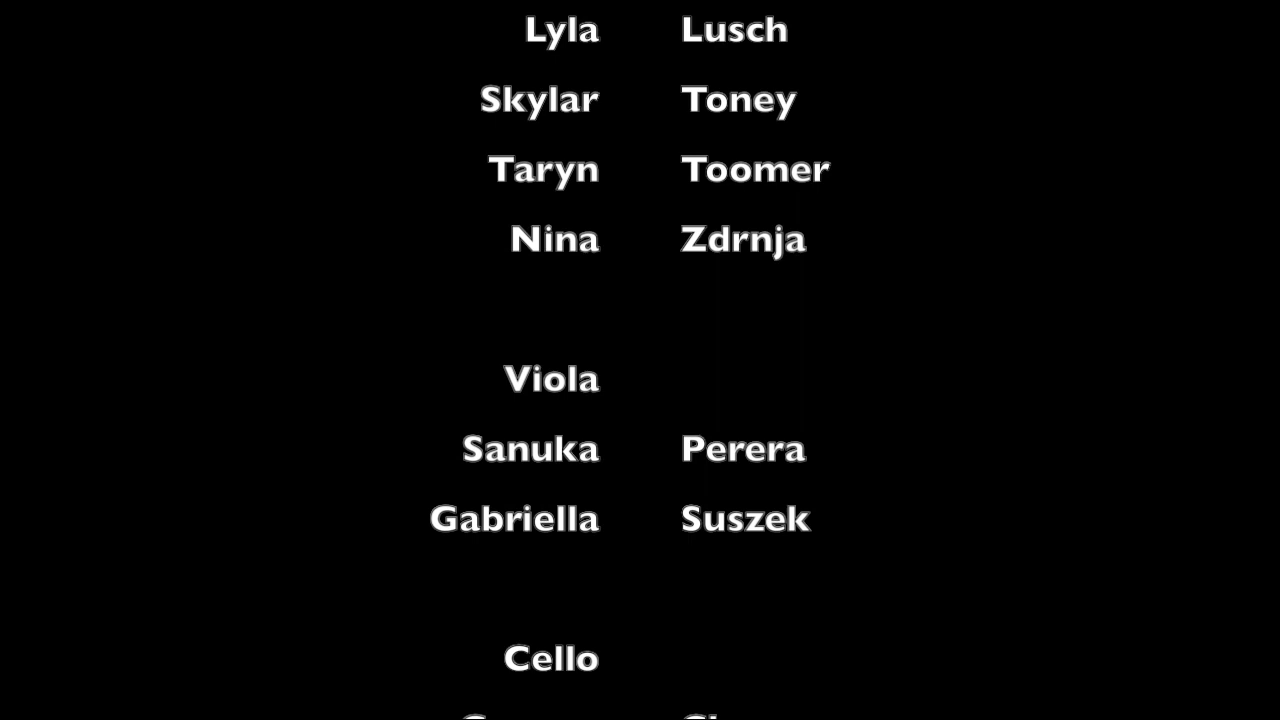 Lyla Lusch
Skylar Toney
Taryn Toomer
Nina Zdrnja
Viola
Sanuka Perera
Gabriella Suszek
Cello